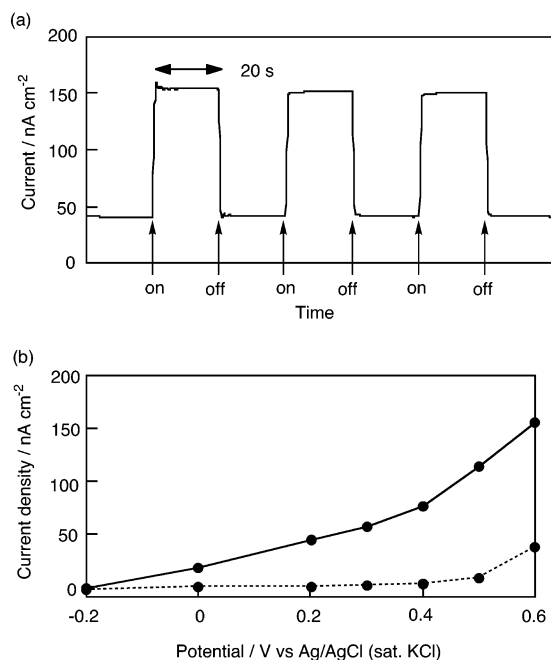 (a)
200
150
100
50
0
Current / nA cm-2
20 s
on off on off on off
Time
(b)
200
150
100
50
0
Current density / nA cm-2
-0.2 0 0.2 0.4 0.6
Potential / V vs Ag/AgCl (sat. KCl)